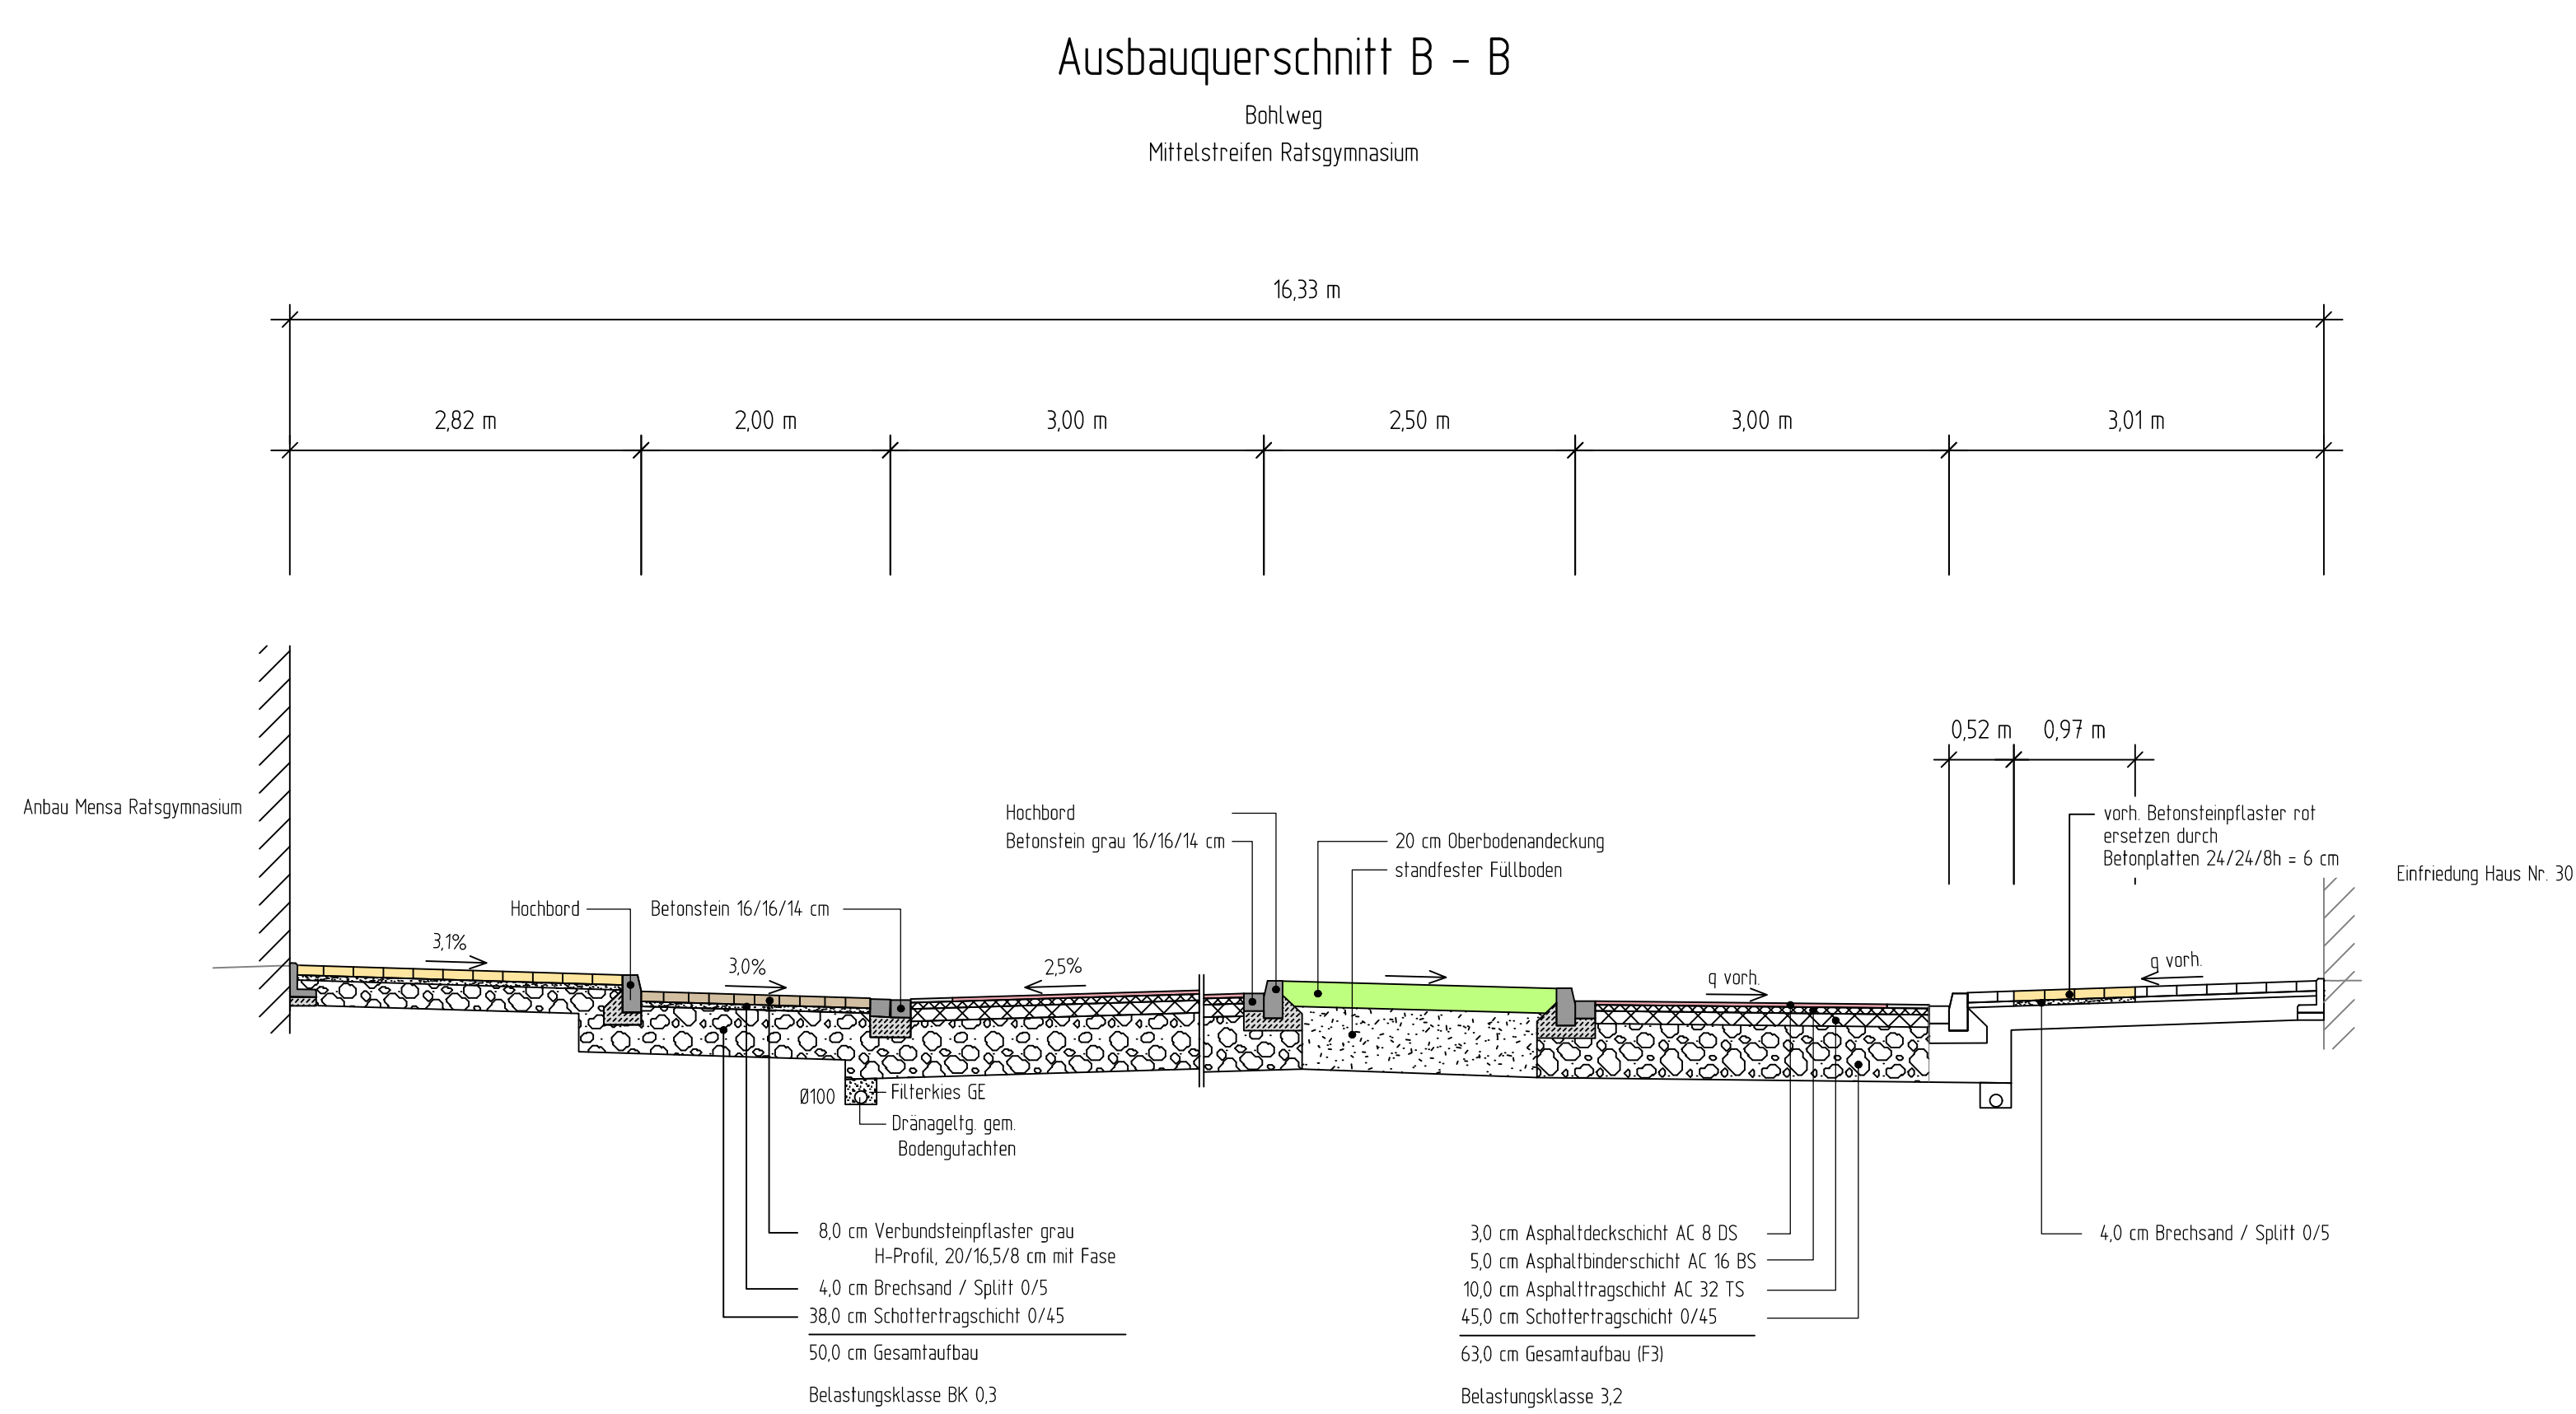 Ausbauquerschnitt B - B
Bohlweg
Mittelstreifen Ratsgymnasium
16,33 m
2,82 m
2,00 m
3,00 m
2,50 m
3,00 m
3,01 m
0,52 m
0,97 m
Anbau Mensa Ratsgymnasium
Hochbord
Betonstein grau 16/16/14 cm
20 cm Oberbodenandeckung
standfester Füllboden
vorh. Betonsteinpflaster rot
ersetzen durch
Betonplatten 24/24/8h = 6 cm
Einfriedung Haus Nr. 30
Hochbord
Betonstein 16/16/14 cm
3,1%
3,0%
2,5%
q vorh.
q vorh.
Ø100
Filterkies GE
Dränageltg. gem.
Bodengutachten
8,0 cm Verbundsteinpflaster grau
H-Profil, 20/16,5/8 cm mit Fase
4,0 cm Brechsand / Splitt 0/5
38,0 cm Schottertragschicht 0/45
50,0 cm Gesamtaufbau
Belastungsklasse BK 0,3
3,0 cm Asphaltdeckschicht AC 8 DS
5,0 cm Asphaltbinderschicht AC 16 BS
10,0 cm Asphalttragschicht AC 32 TS
45,0 cm Schottertragschicht 0/45
63,0 cm Gesamtaufbau (F3)
Belastungsklasse 3,2
4,0 cm Brechsand / Splitt 0/5